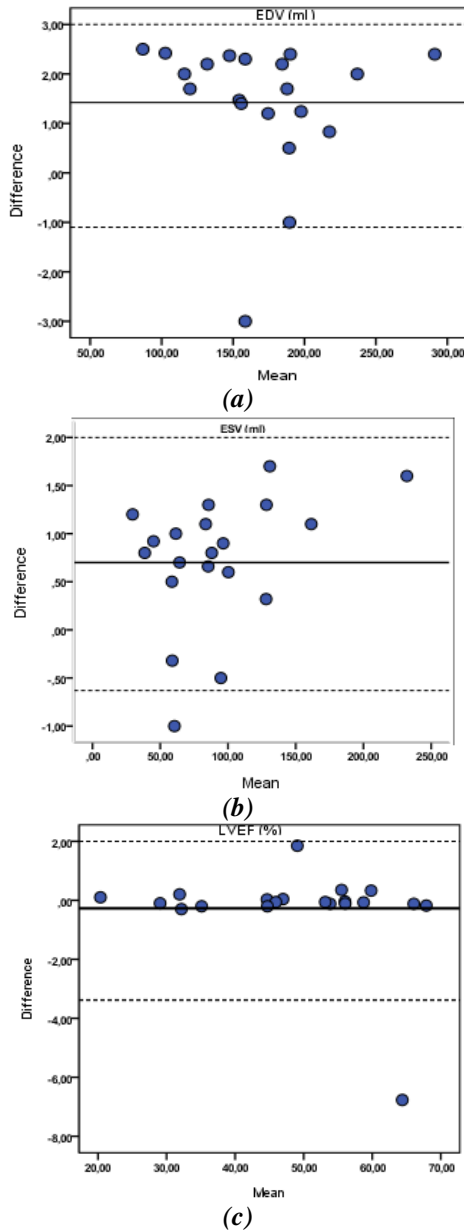 EDV (ml)
3,00
2,00
1,00
,00
-1,00
-2,00
-3,00
Difference
50,00 100,00 150,00 200,00 250,00 300,00
Mean
(a)
ESV (ml)
2,00
1,50
1,00
,50
,00
-,50
-1,00
Difference
,00 50,00 100,00 150,00 200,00 250,00
Mean
(b)
LVEF (%)
2,00
,00
-2,00
-4,00
-6,00
-8,00
Difference
20,00 30,00 40,00 50,00 60,00 70,00
Mean
(c)